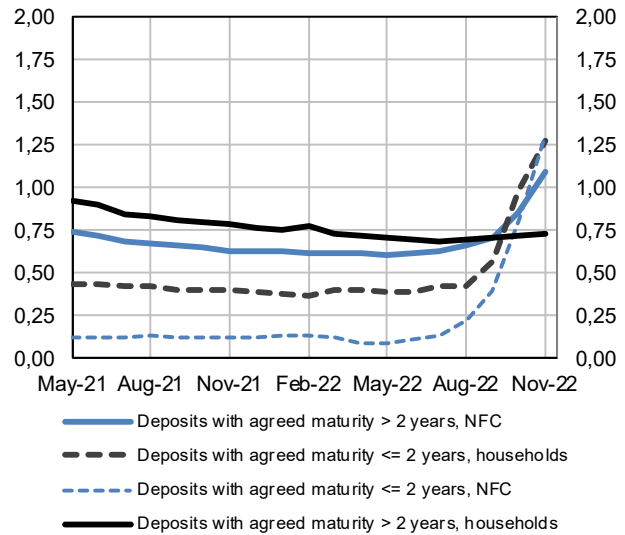 2,00 2,00
1,75 1,75
1,50 1,50
1,25 1,25
1,00 1,00
0,75 0,75
0,50 0,50
0,25 0,25
0,00 0,00
May-21 Aug-21 Nov-21 Feb-22 May-22 Aug-22 Nov-22
Deposits with agreed maturity > 2 years, NFC
Deposits with agreed maturity <= 2 years, households
Deposits with agreed maturity <= 2 years, NFC
Deposits with agreed maturity > 2 years, households